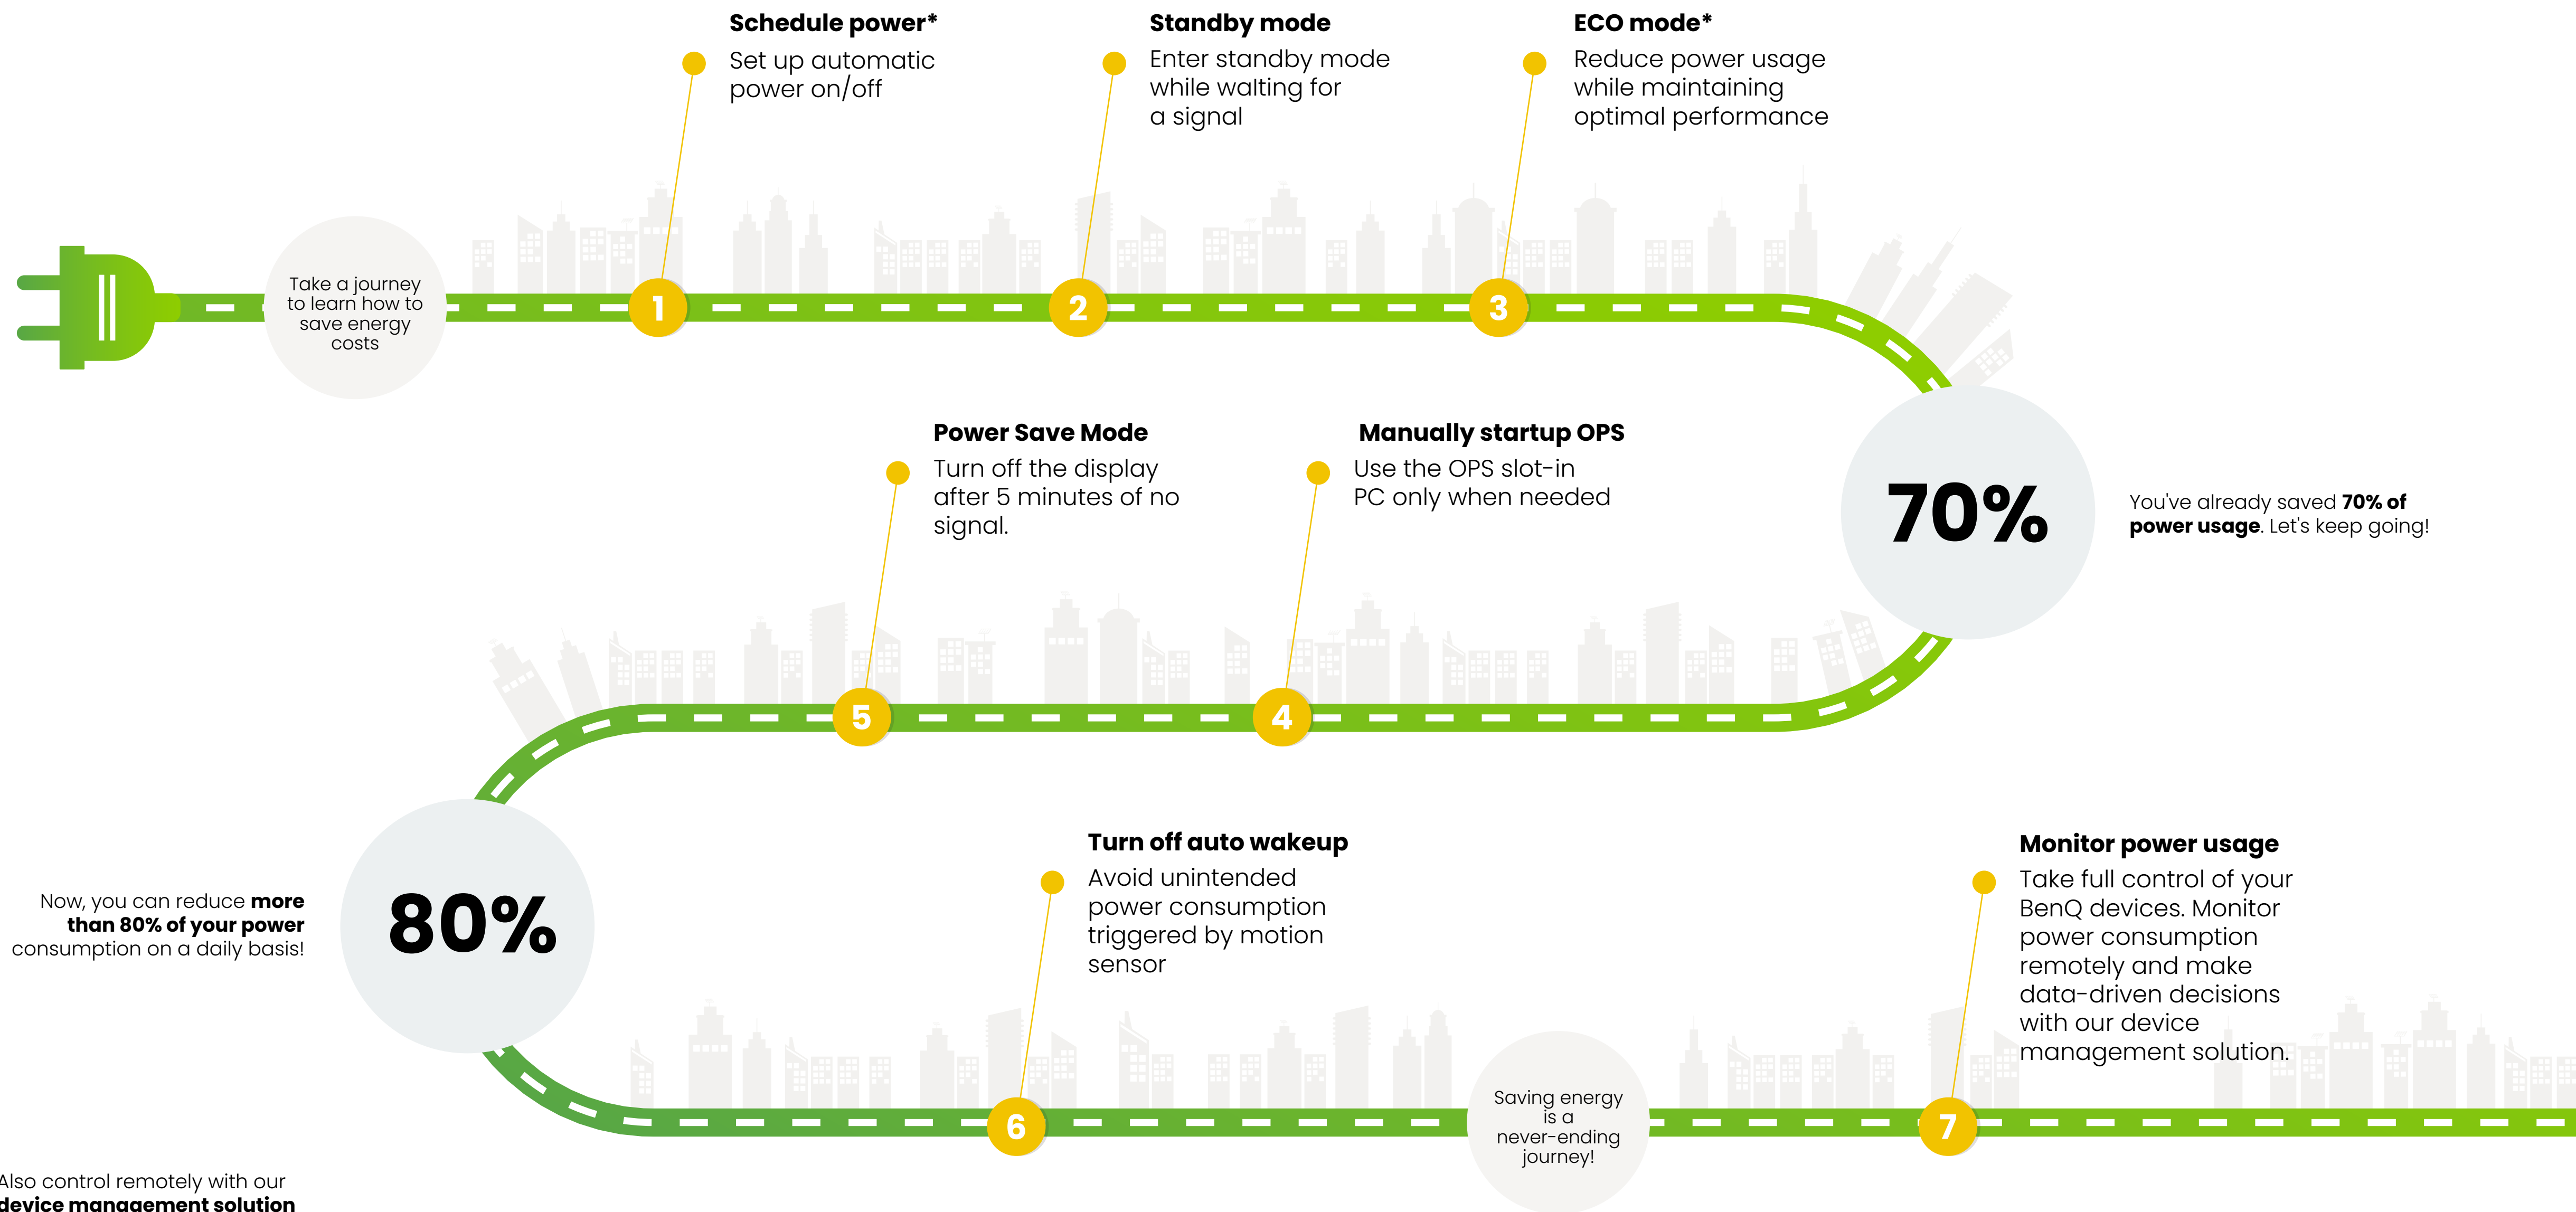 Schedule power*
Set up automatic
power on/off
Standby mode
Enter standby mode
while waiting for
a signal
ECO mode*
Reduce power usage
while maintaining
optimal performance
Take a journey
to learn how to
save energy
costs
1
2
3
Power Save Mode
Turn off the display
after 5 minutes of no
signal.
Manually startup OPS
Use the OPS slot-in
PC only when needed
70%
You've already saved 70% of
power usage. Let's keep going!
5
4
Now, you can reduce more
than 80% of your power
consumption on a daily basis!
80%
Turn off auto wakeup
Avoid unintended
power consumption
triggered by motion
sensor
Monitor power usage
Take full control of your
BenQ devices. Monitor
power consumption
remotely and make
data-driven decisions
with our device
management solution.
6
Saving energy
is a
never-ending
journey!
7
Also control remotely with our
device management solution